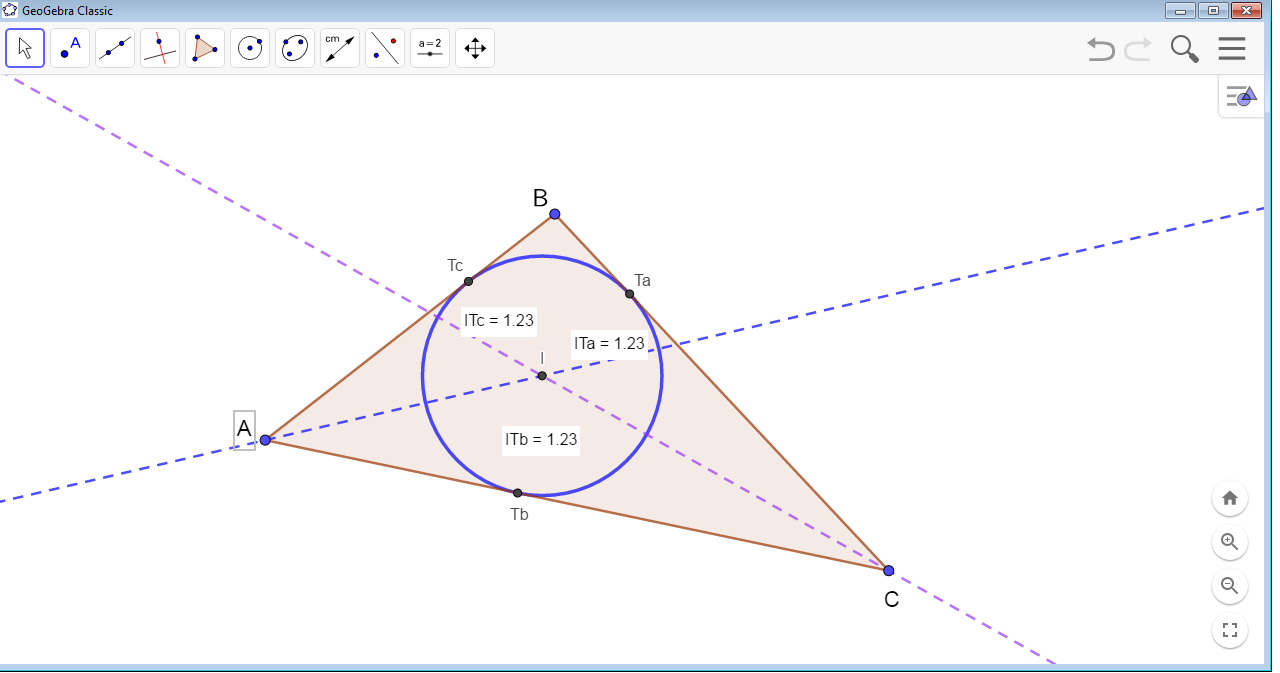 GeoGebra Classic
A
cm
a=2
B
Tc
Ta
ITc = 1.23
ITa = 1.23
I
A
ITb = 1.23
Tb
C